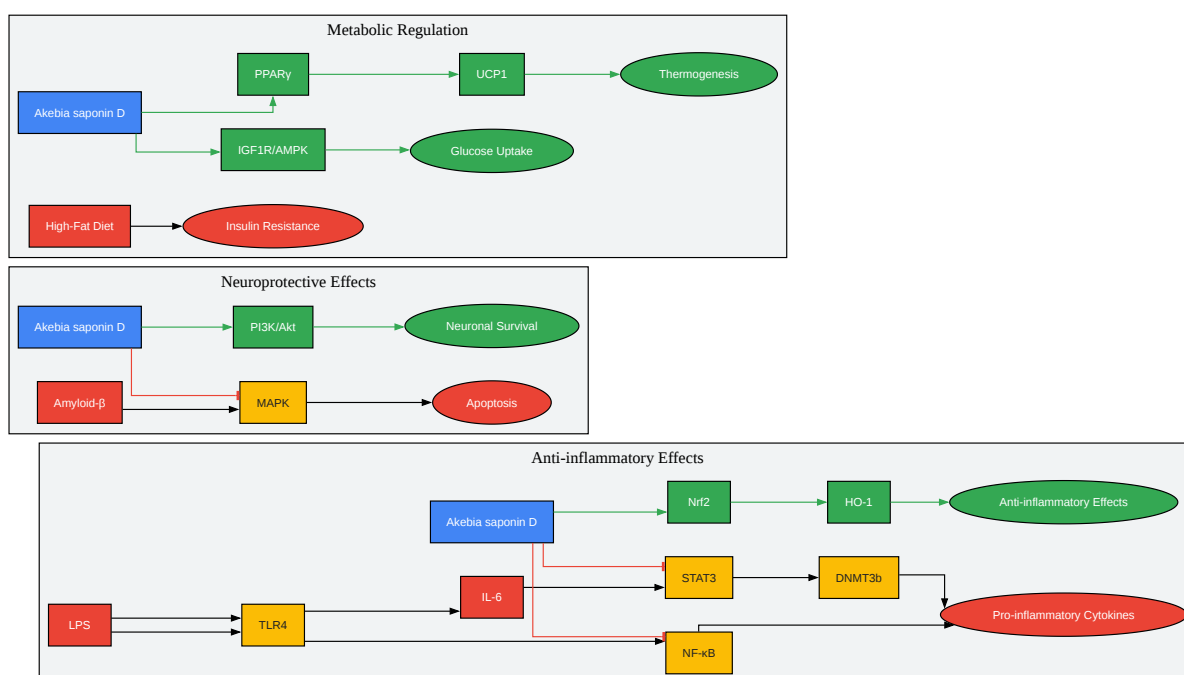 Metabolic Regulation
PPARγ
UCP1
Thermogenesis
Akebia saponin D
IGF1R/AMPK
Glucose Uptake
High-Fat Diet
Insulin Resistance
Neuroprotective Effects
Akebia saponin D
PI3K/Akt
Neuronal Survival
Amyloid-β
MAPK
Apoptosis
Anti-inflammatory Effects
Nrf2
HO-1
Anti-inflammatory Effects
Akebia saponin D
STAT3
DNMT3b
IL-6
LPS
TLR4
Pro-inflammatory Cytokines
NF-κB